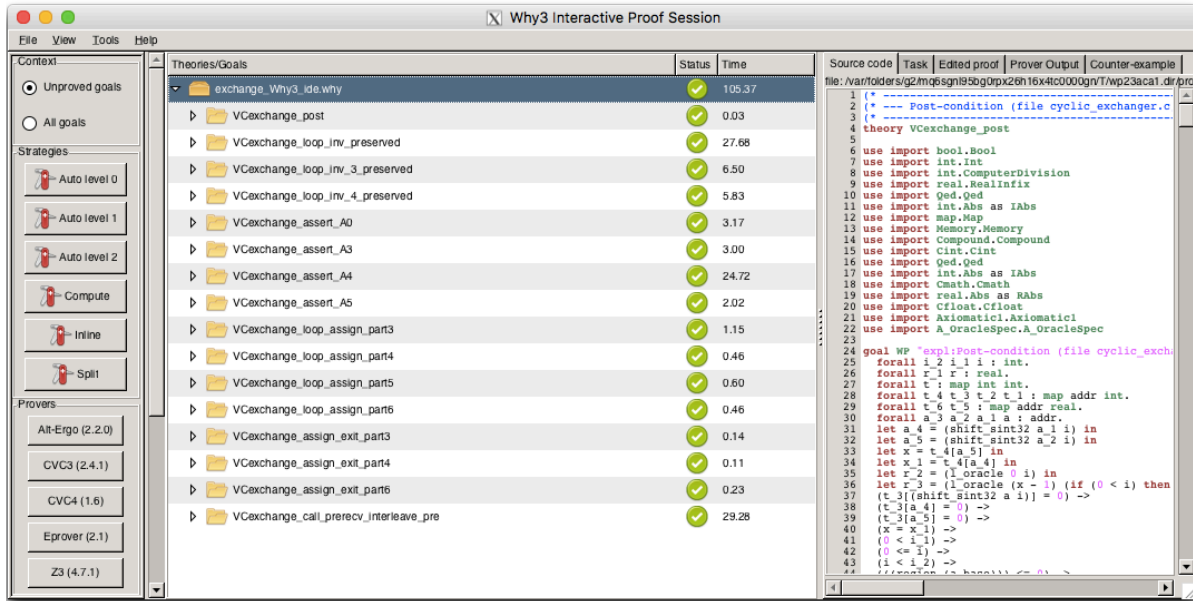 Why3 Interactive Proof Session
File View Tools Help
Context
Unproved goals
All goals
Strategies
Auto level 0
Auto level 1
Auto level 2
Compute
Inline
Split
Provers
Alt-Ergo (2.2.0)
CVC3 (2.4.1)
CVC4 (1.6)
Eprover (2.1)
Z3 (4.7.1)
Theories/Goals Status Time
exchange_Why3_ide.why 105.37
VCexchange_post 0.03
VCexchange_loop_inv_preserved 27.68
VCexchange_loop_inv_3_preserved 6.50
VCexchange_loop_inv_4_preserved 5.83
VCexchange_assert_A0 3.17
VCexchange_assert_A3 3.00
VCexchange_assert_A4 24.72
VCexchange_assert_A5 2.02
VCexchange_loop_assign_part3 1.15
VCexchange_loop_assign_part4 0.46
VCexchange_loop_assign_part5 0.60
VCexchange_loop_assign_part6 0.46
VCexchange_assign_exit_part3 0.14
VCexchange_assign_exit_part4 0.11
VCexchange_assign_exit_part6 0.23
VCexchange_call_prerecv_interleave_pre 29.28
Source code Task Edited proof Prover Output Counter-example
file: /var/folders/g2/mq6sgnl95bg0rpx26h16x4tc0000gn/T/wp23aca1.dir/pro
1 (* ---------------------------------
2 (* --- Post-condition (file cyclic_exchanger.c
3 (* ---------------------------------
4 theory VCexchange_post
5
6 use import bool.Bool
7 use import int.Int
8 use import int.ComputerDivision
9 use import real.RealInfix
10 use import Qed.Qed
11 use import int.Abs as IAbs
12 use import map.Map
13 use import Memory.Memory
14 use import Compound.Compound
15 use import Cint.Cint
16 use import Qed.Qed
17 use import int.Abs as IAbs
18 use import Cmath.Cmath
19 use import real.Abs as RAbs
20 use import Cfloat.Cfloat
21 use import Axiomatic1.Axiomatic1
22 use import A_OracleSpec.A_OracleSpec
23
24 goal WP "expl:Post-condition (file cyclic_excha
25 forall i_2 i_1 i : int.
26 forall r_1 r : real.
27 forall t : map int int.
28 forall t_4 t_3 t_2 t_1 : map addr int.
29 forall t_6 t_5 : map addr real.
30 forall a_3 a_2 a_1 a : addr.
31 let a_4 = (shift_sint32 a_1 i) in
32 let a_5 = (shift_sint32 a_2 i) in
33 let x = t_4[a_5] in
34 let x_1 = t_4[a_4] in
35 let r_2 = (l_oracle 0 i) in
36 let r_3 = (l_oracle (x - 1) (if (0 < i) then
37 (t_3[(shift_sint32 a i)] = 0) ->
38 (t_3[a_4] = 0) ->
39 (t_3[a_5] = 0) ->
40 (x = x_1) ->
41 (0 < i_1) ->
42 (0 <= i) ->
43 (i < i_2) ->